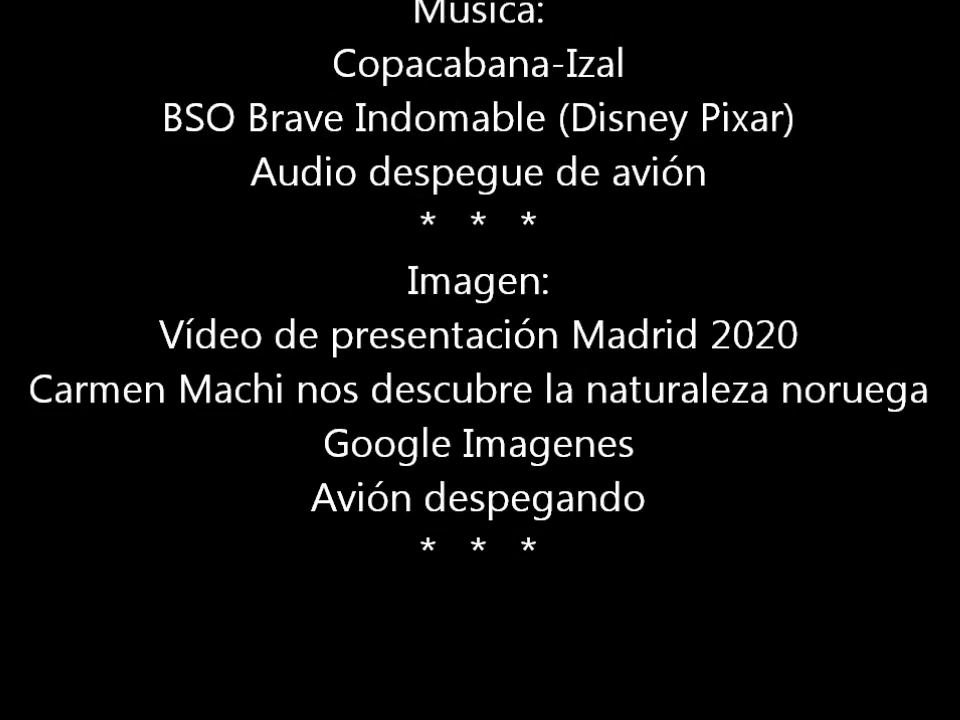 Música:
Copacabana-Izal
BSO Brave Indomable (Disney Pixar)
Audio despegue de avión
* * *
Imagen:
Vídeo de presentación Madrid 2020
Carmen Machi nos descubre la naturaleza noruega
Google Imagenes
Avión despegando
* * *